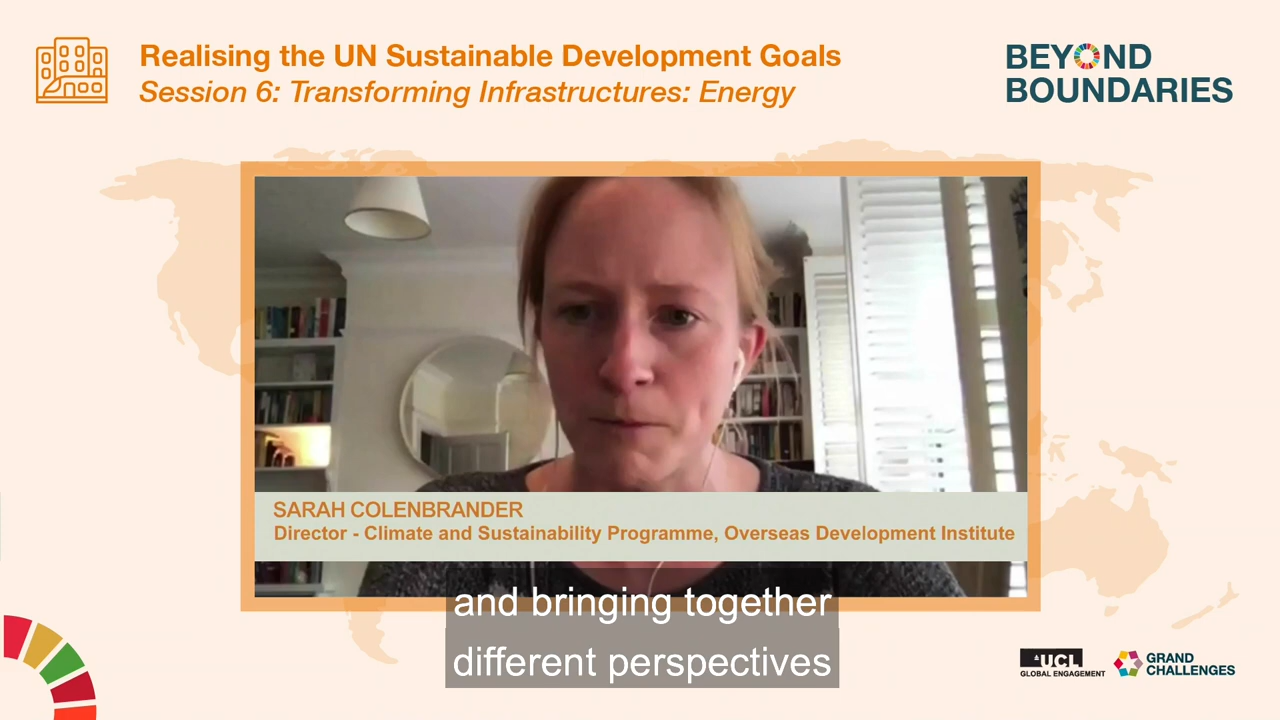 Realising the UN Sustainable Development Goals
Session 6: Transforming Infrastructures: Energy
BEYOND
BOUNDARIES
SARAH COLENBRANDER
Director - Climate and Sustainability Programme, Overseas Development Institute
and bringing together
different perspectives
UCL
GLOBAL ENGAGEMENT
GRAND
CHALLENGES